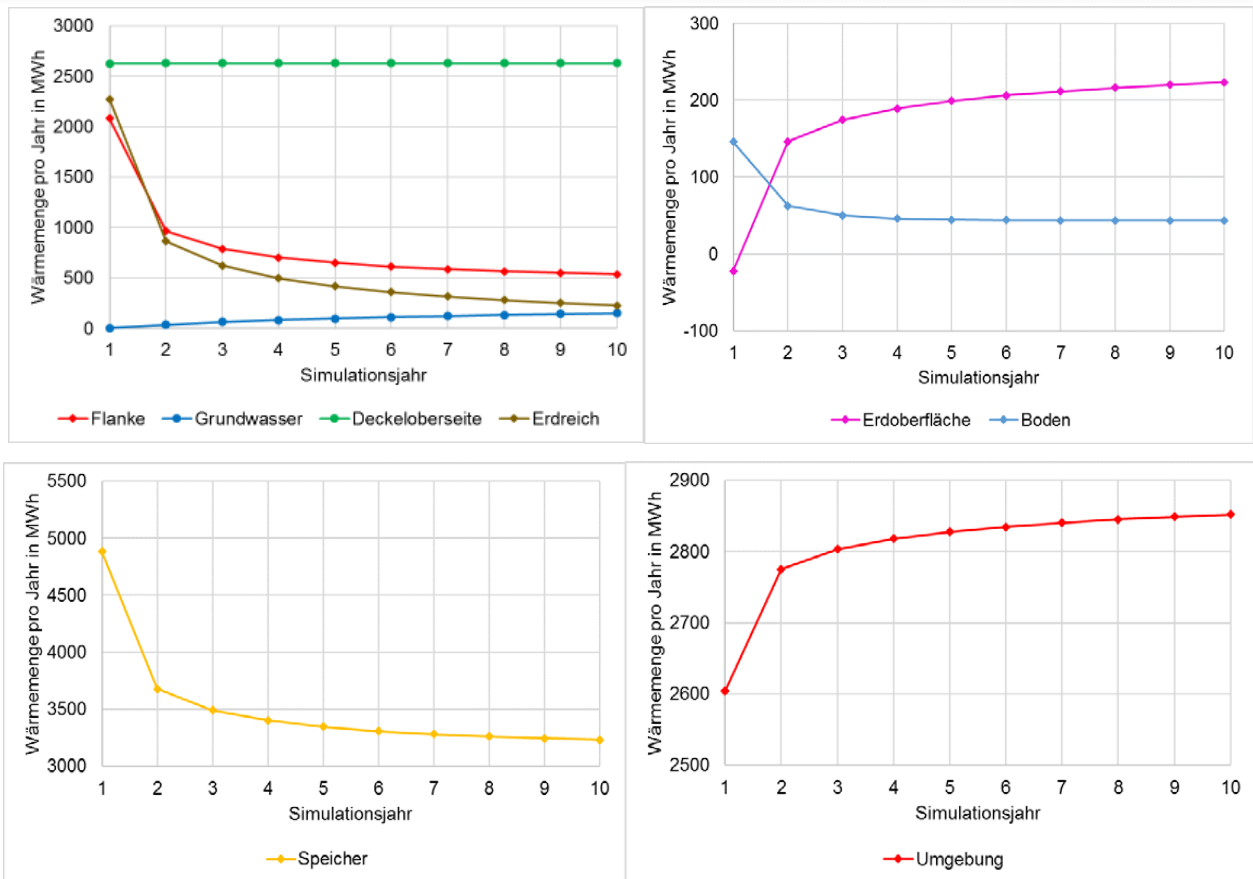 Wärmemenge pro Jahr in MWh
3000
2500
2000
1500
1000
500
0
1 2 3 4 5 6 7 8 9 10
Simulationsjahr
Flanke Grundwasser Deckeloberseite Erdreich
Wärmemenge pro Jahr in MWh
300
200
100
0
-100
1 2 3 4 5 6 7 8 9 10
Simulationsjahr
Erdoberfläche Boden
Wärmemenge pro Jahr in MWh
5500
5000
4500
4000
3500
3000
1 2 3 4 5 6 7 8 9 10
Simulationsjahr
Speicher
Wärmemenge pro Jahr in MWh
2900
2800
2700
2600
2500
1 2 3 4 5 6 7 8 9 10
Simulationsjahr
Umgebung